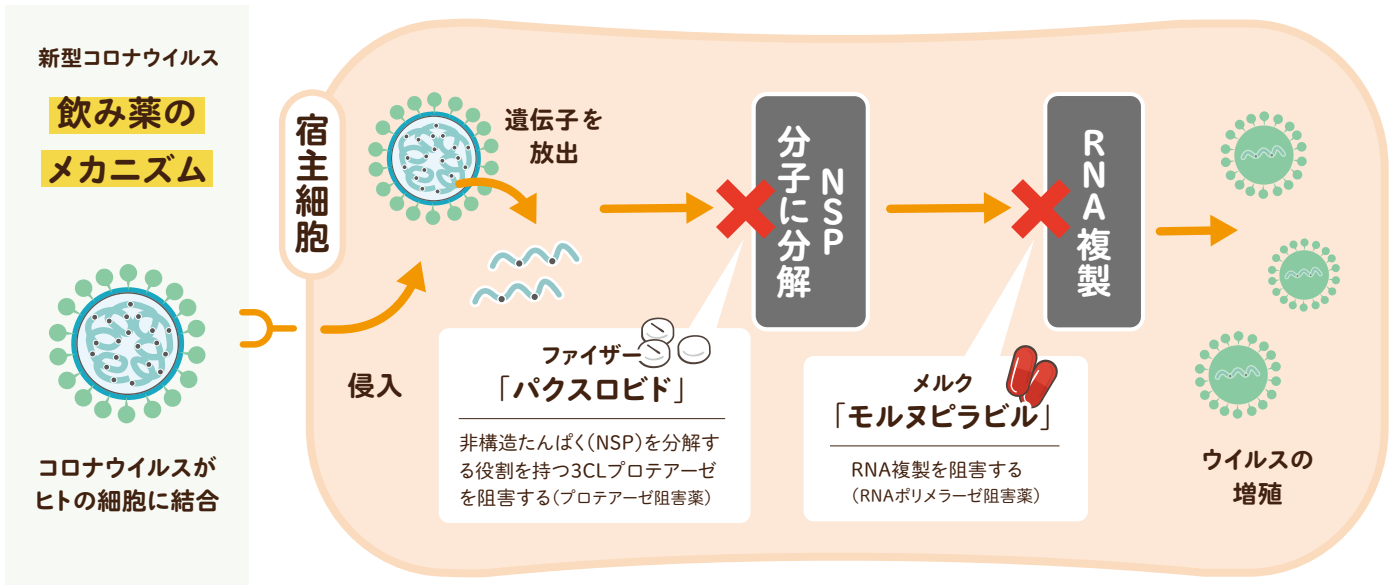 新型コロナウイルス
飲み薬の
メカニズム
コロナウイルスが
ヒトの細胞に結合
宿主細胞
侵入
遺伝子を
放出
NSP
分子に分解
ファイザー
「パクスロビド」
非構造たんぱく(NSP)を分解す
る役割を持つ3CLプロテアーゼ
を阻害する(プロテアーゼ阻害薬)
RNA複製
メルク
「モルヌピラビル」
RNA複製を阻害する
(RNAポリメラーゼ阻害薬)
ウイルスの
増殖